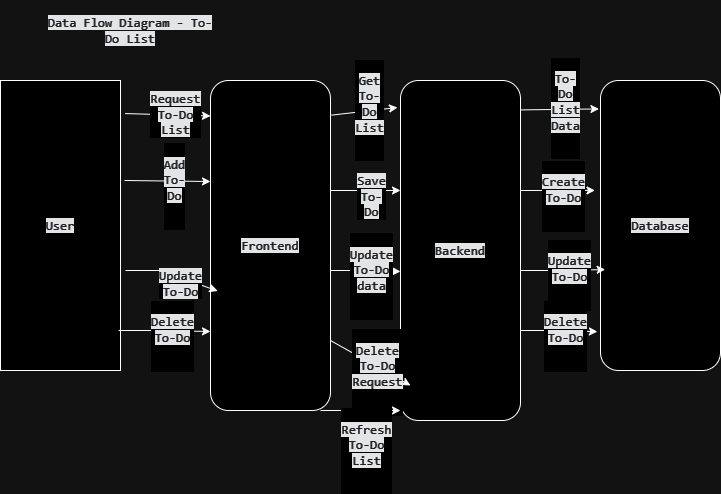 Data Flow Diagram - To-
Do List
Request
To-Do
List
Add
To-
Do
Update
To-Do
Delete
To-Do
User
Frontend
Get
To-
Do
List
Save
To-
Do
Update
To-Do
data
Delete
To-Do
Request
Refresh
To-Do
List
Backend
To-
Do
List
Data
Create
To-Do
Update
To-Do
Delete
To-Do
Database